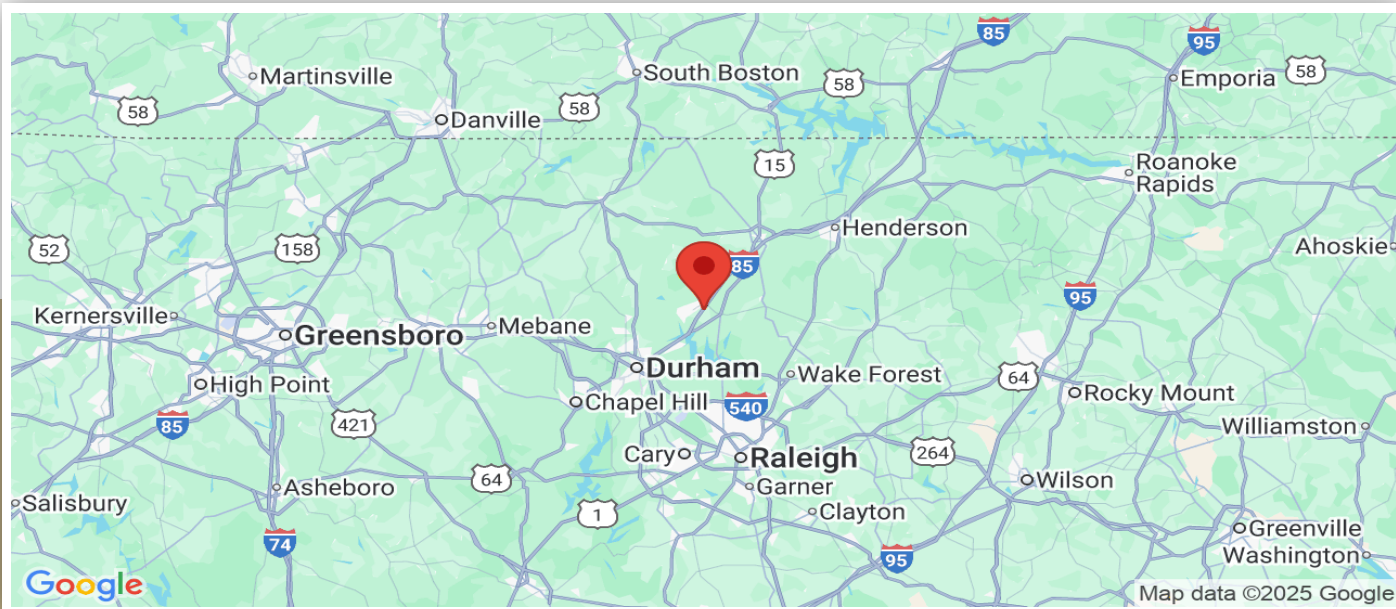 85
95
Martinsville
South Boston
58
58
Emporia
58
58
Danville
15
Roanoke
Rapids
Henderson
52
158
Ahoskie
85
95
Kernersville
Greensboro
Mebane
Durham
Wake Forest
64
High Point
Chapel Hill
540
Rocky Mount
85
421
Williamston
Cary
Raleigh
264
64
Wilson
Asheboro
Garner
Salisbury
1
Clayton
Greenville
74
95
Washington
Google
Map data ©2025 Google